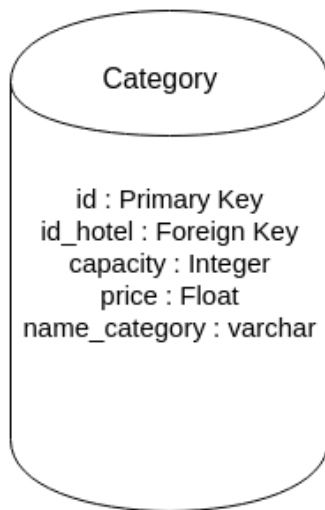 Category
id : Primary Key
id_hotel : Foreign Key
capacity : Integer
price : Float
name_category : varchar